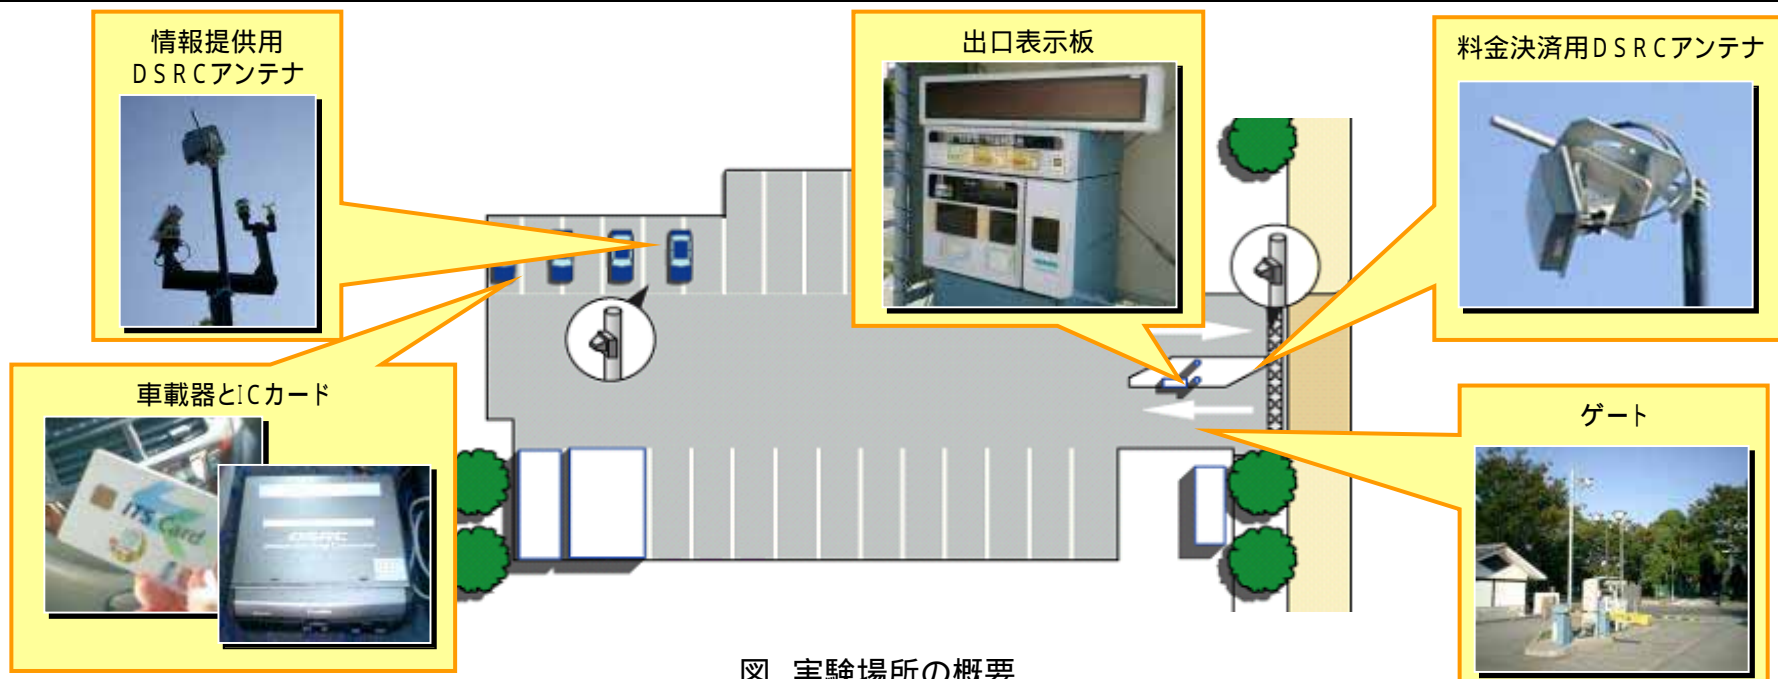 情報提供用
DSRCアンテナ
出口表示板
料金決済用DSRCアンテナ
車載器とICカード
ITS Card
DSRC
ゲート
図 実験場所の概要